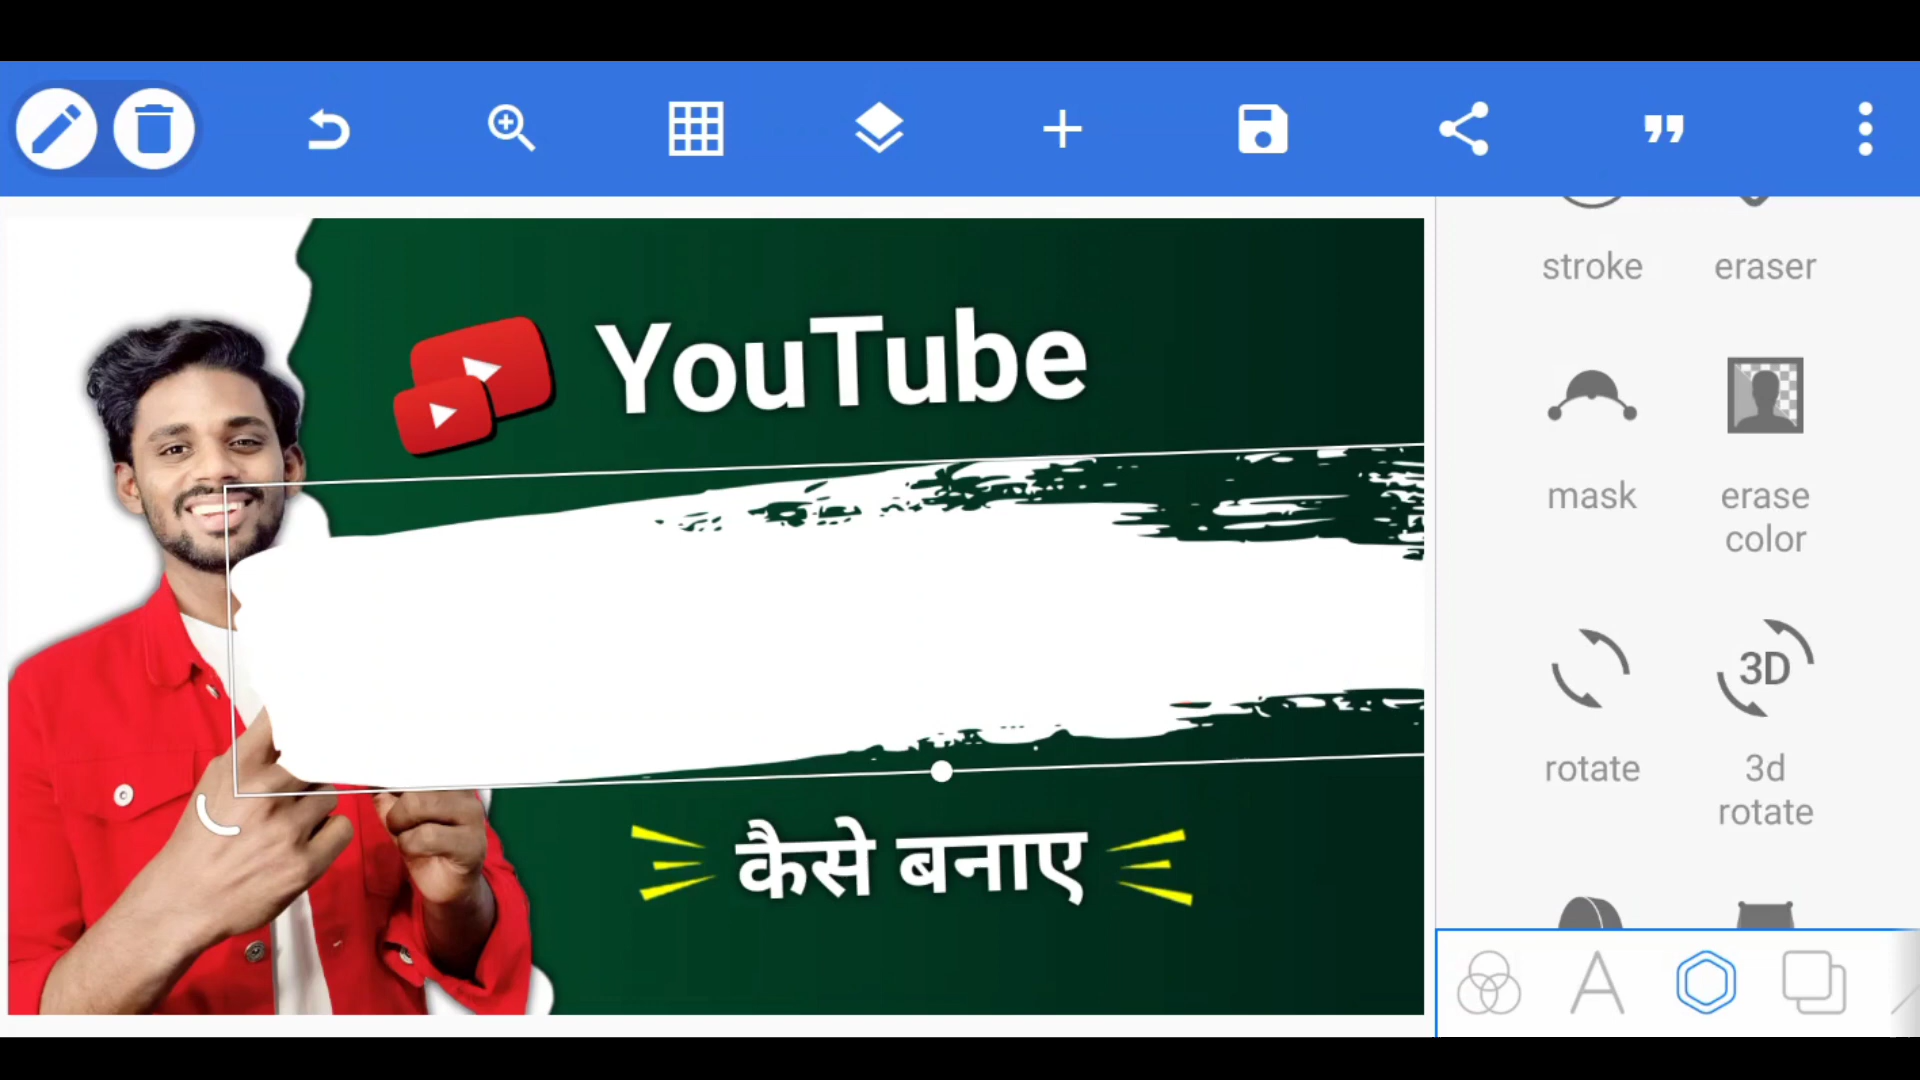 stroke eraser
YouTube
mask erase color
rotate 3D 3d rotate
कैसे बनाए
A